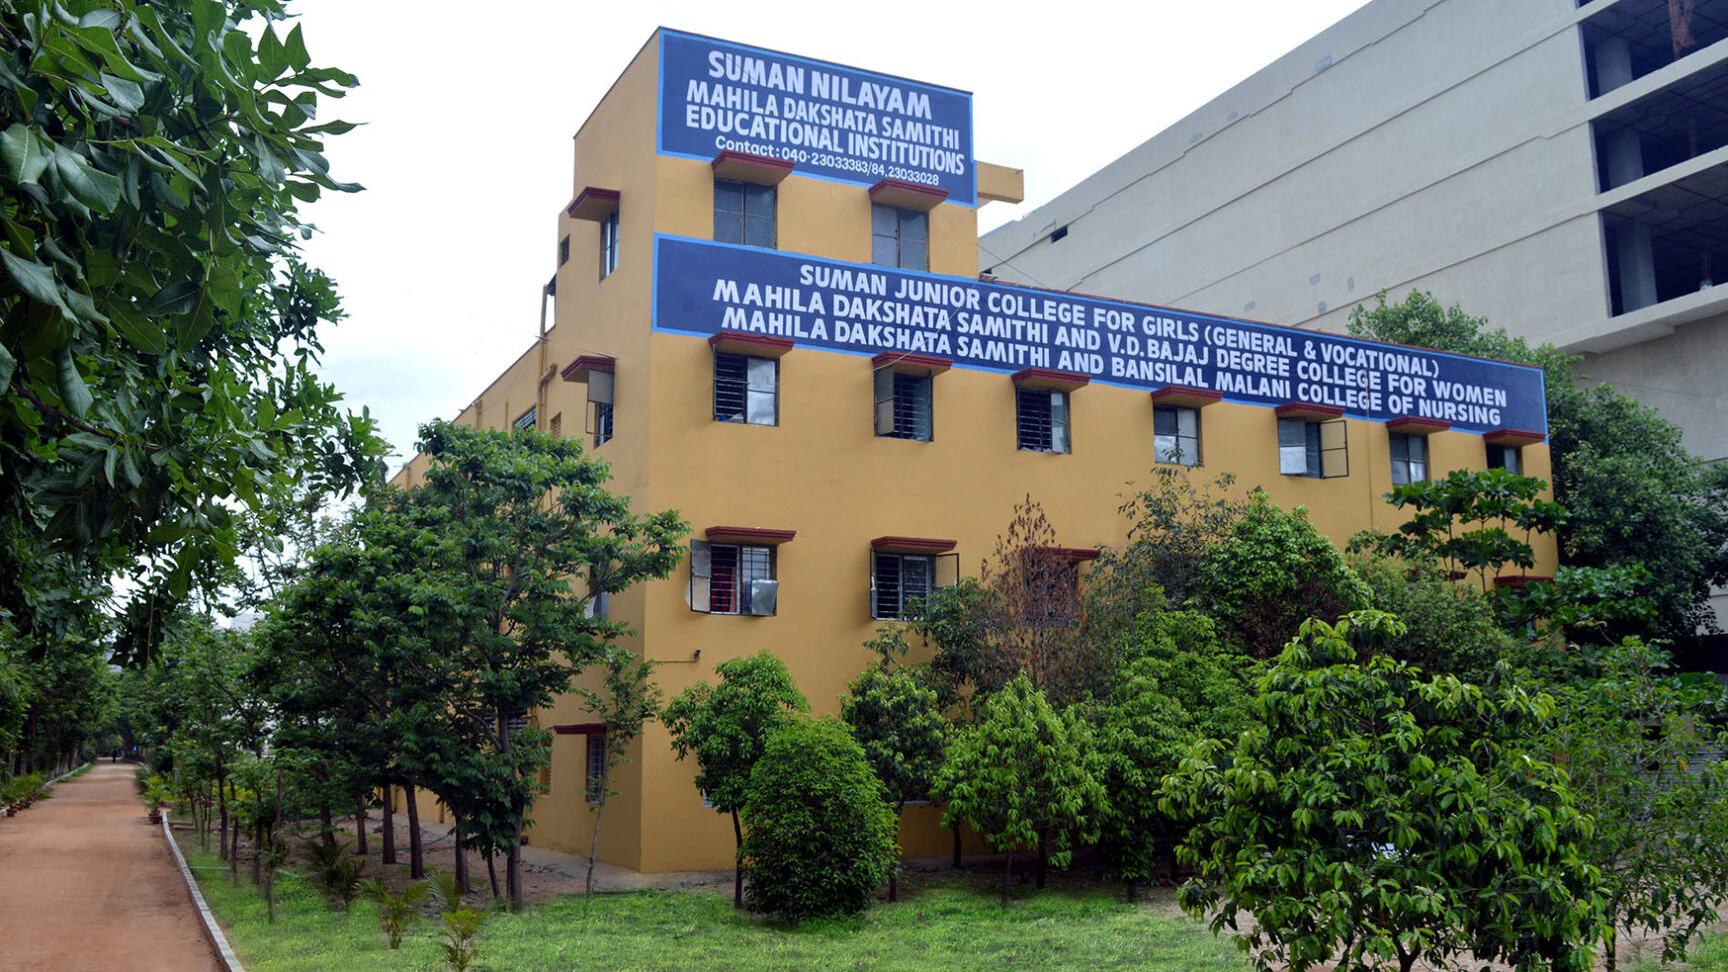 SUMAN NILAYAM
MAHILA DAKSHATA SAMITHI
EDUCATIONAL INSTITUTIONS
Contact: 040-23033383/84, 23033028
SUMAN JUNIOR COLLEGE FOR GIRLS (GENERAL & VOCATIONAL)
MAHILA DAKSHATA SAMITHI AND V.D. BAJAJ DEGREE COLLEGE FOR WOMEN
MAHILA DAKSHATA SAMITHI AND BANSILAL MALANI COLLEGE OF NURSING